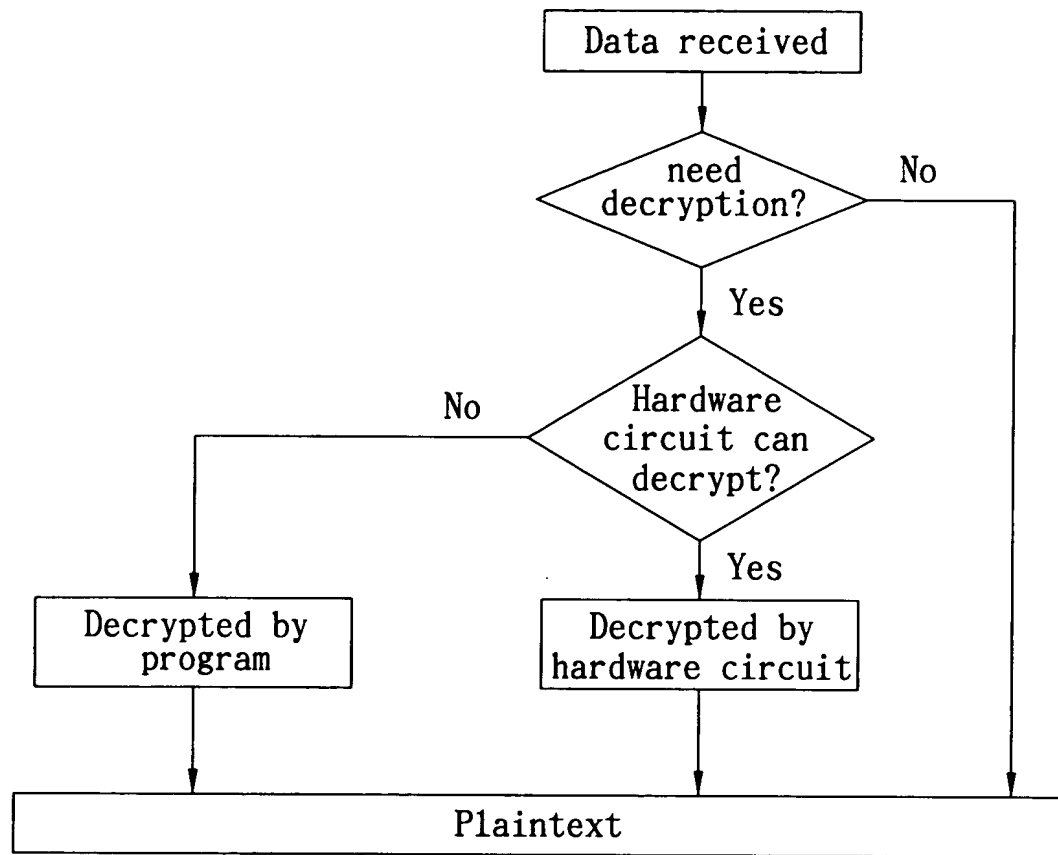 Data received
need
decryption?
No
Yes
Hardware
circuit can
decrypt?
No
Yes
Decrypted by
program
Decrypted by
hardware circuit
Plaintext